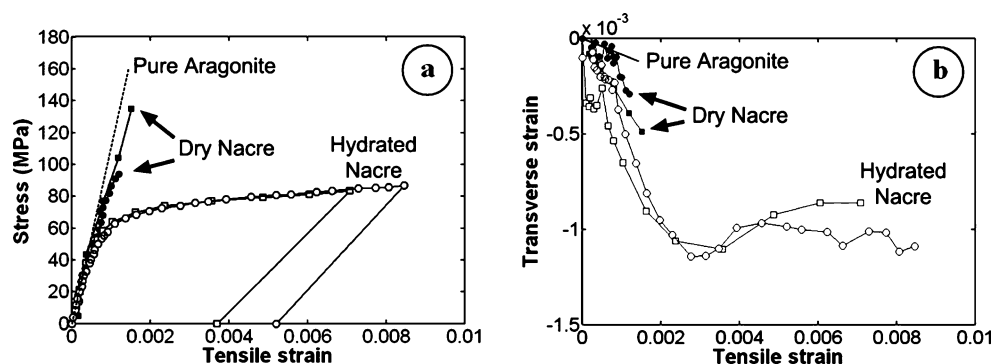 180
160
140
120
100
80
60
40
20
0
Stress (MPa)
Pure Aragonite
Dry Nacre
Hydrated
Nacre
a
0
0.002
0.004
0.006
0.008
0.01
Tensile strain
x 10⁻³
0
-0.5
-1
-1.5
Transverse strain
Pure Aragonite
Dry Nacre
Hydrated
Nacre
b
0
0.002
0.004
0.006
0.008
0.01
Tensile strain